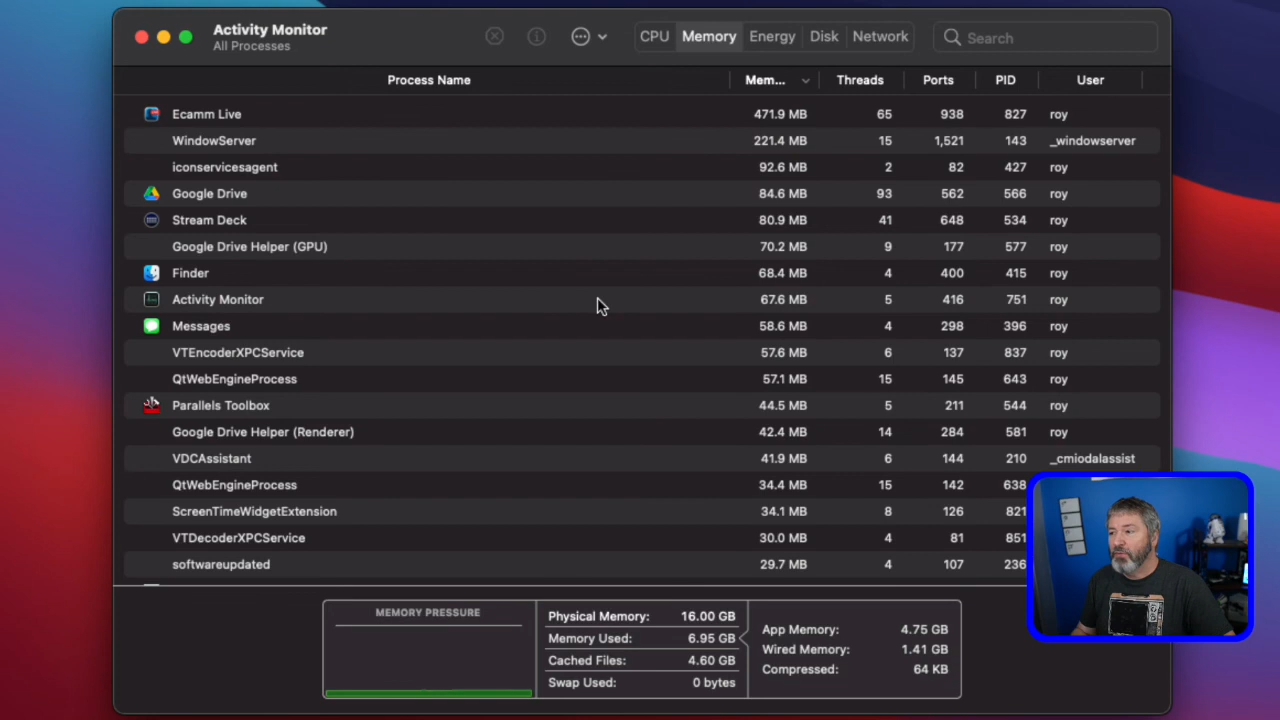 Activity Monitor
All Processes
CPU Memory Energy Disk Network Search
Process Name Mem... Threads Ports PID User
Ecamm Live 471.9 MB 65 938 827 roy
WindowServer 221.4 MB 15 1,521 143 _windowserver
iconservicesagent 92.6 MB 2 82 427 roy
Google Drive 84.6 MB 93 562 566 roy
Stream Deck 80.9 MB 41 648 534 roy
Google Drive Helper (GPU) 70.2 MB 9 177 577 roy
Finder 68.4 MB 4 400 415 roy
Activity Monitor 67.6 MB 5 416 751 roy
Messages 58.6 MB 4 298 396 roy
VTEncoderXPCService 57.6 MB 6 137 837 roy
QtWebEngineProcess 57.1 MB 15 145 643 roy
Parallels Toolbox 44.5 MB 5 211 544 roy
Google Drive Helper (Renderer) 42.4 MB 14 284 581 roy
VDCAssistant 41.9 MB 6 144 210 _cmiodalassist
QtWebEngineProcess 34.4 MB 15 142 638
ScreenTimeWidgetExtension 34.1 MB 8 126 821
VTDecoderXPCService 30.0 MB 4 81 851
softwareupdated 29.7 MB 4 107 236
MEMORY PRESSURE
Physical Memory: 16.00 GB
Memory Used: 6.95 GB
Cached Files: 4.60 GB
Swap Used: 0 bytes
App Memory: 4.75 GB
Wired Memory: 1.41 GB
Compressed: 64 KB